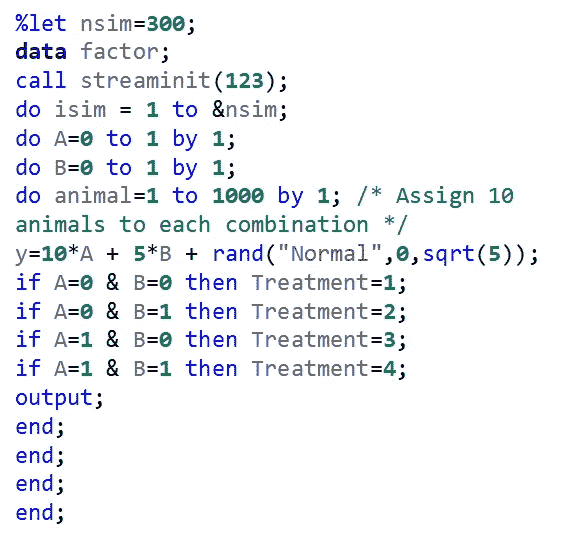 %let nsim=300;
data factor;
call streaminit(123);
do isim = 1 to &nsim;
do A=0 to 1 by 1;
do B=0 to 1 by 1;
do animal=1 to 1000 by 1; /* Assign 10
animals to each combination */
y=10*A + 5*B + rand("Normal",0,sqrt(5));
if A=0 & B=0 then Treatment=1;
if A=0 & B=1 then Treatment=2;
if A=1 & B=0 then Treatment=3;
if A=1 & B=1 then Treatment=4;
output;
end;
end;
end;
end;